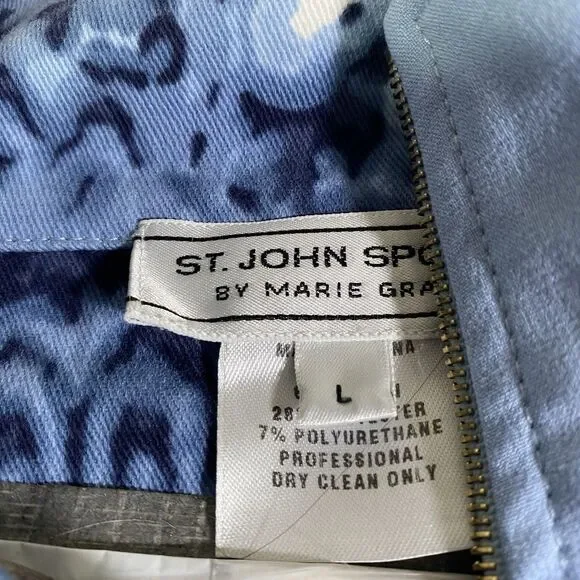 ST. JOHN SPO
BY MARIE GRA
L
7% POLYURETHANE
PROFESSIONAL
DRY CLEAN ONLY